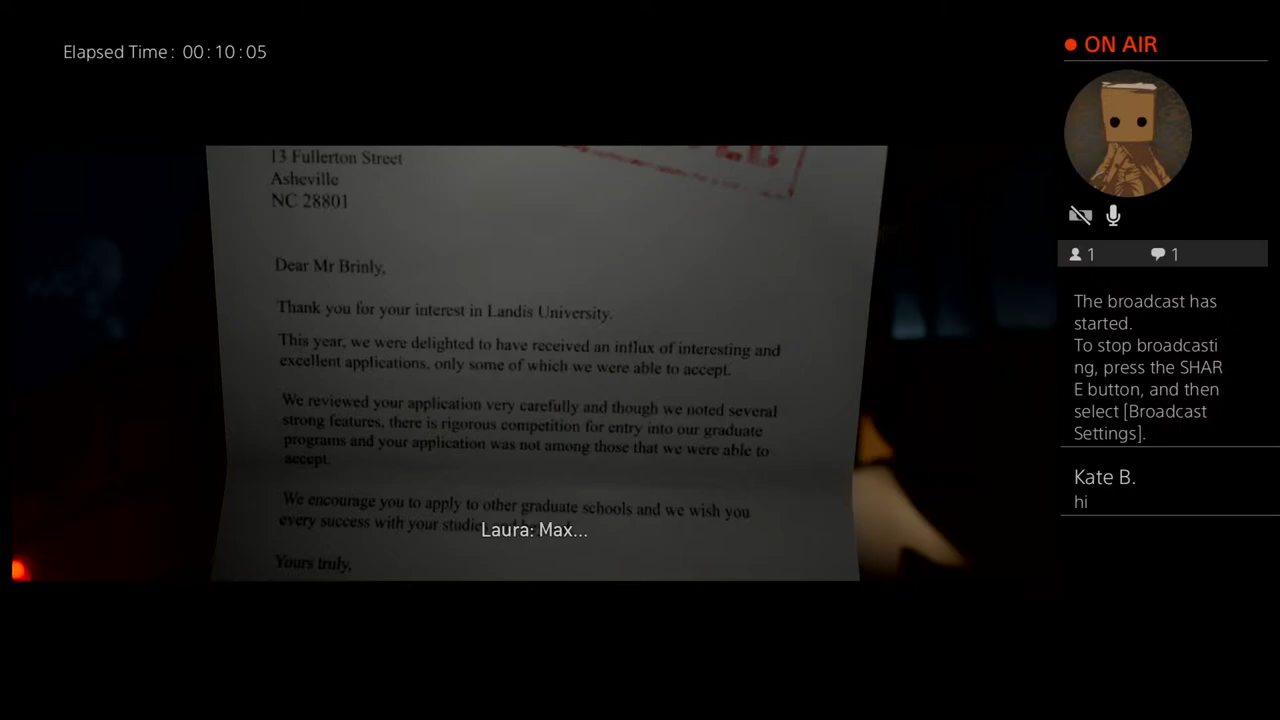 Elapsed Time: 00:10:05
ON AIR
1 1
The broadcast has
started.
To stop broadcasti
ng, press the SHAR
E button, and then
select [Broadcast
Settings].
Kate B.
hi
13 Fullerton Street
Asheville
NC 28801
Dear Mr Brinly,
Thank you for your interest in Landis University.
This year, we were delighted to have received an influx of interesting and
excellent applications, only some of which we were able to accept.
We reviewed your application very carefully and though we noted several
strong features, there is rigorous competition for entry into our graduate
programs and your application was not among those that we were able to
accept.
We encourage you to apply to other graduate schools and we wish you
every success with your studies
Laura: Max...
Yours truly,